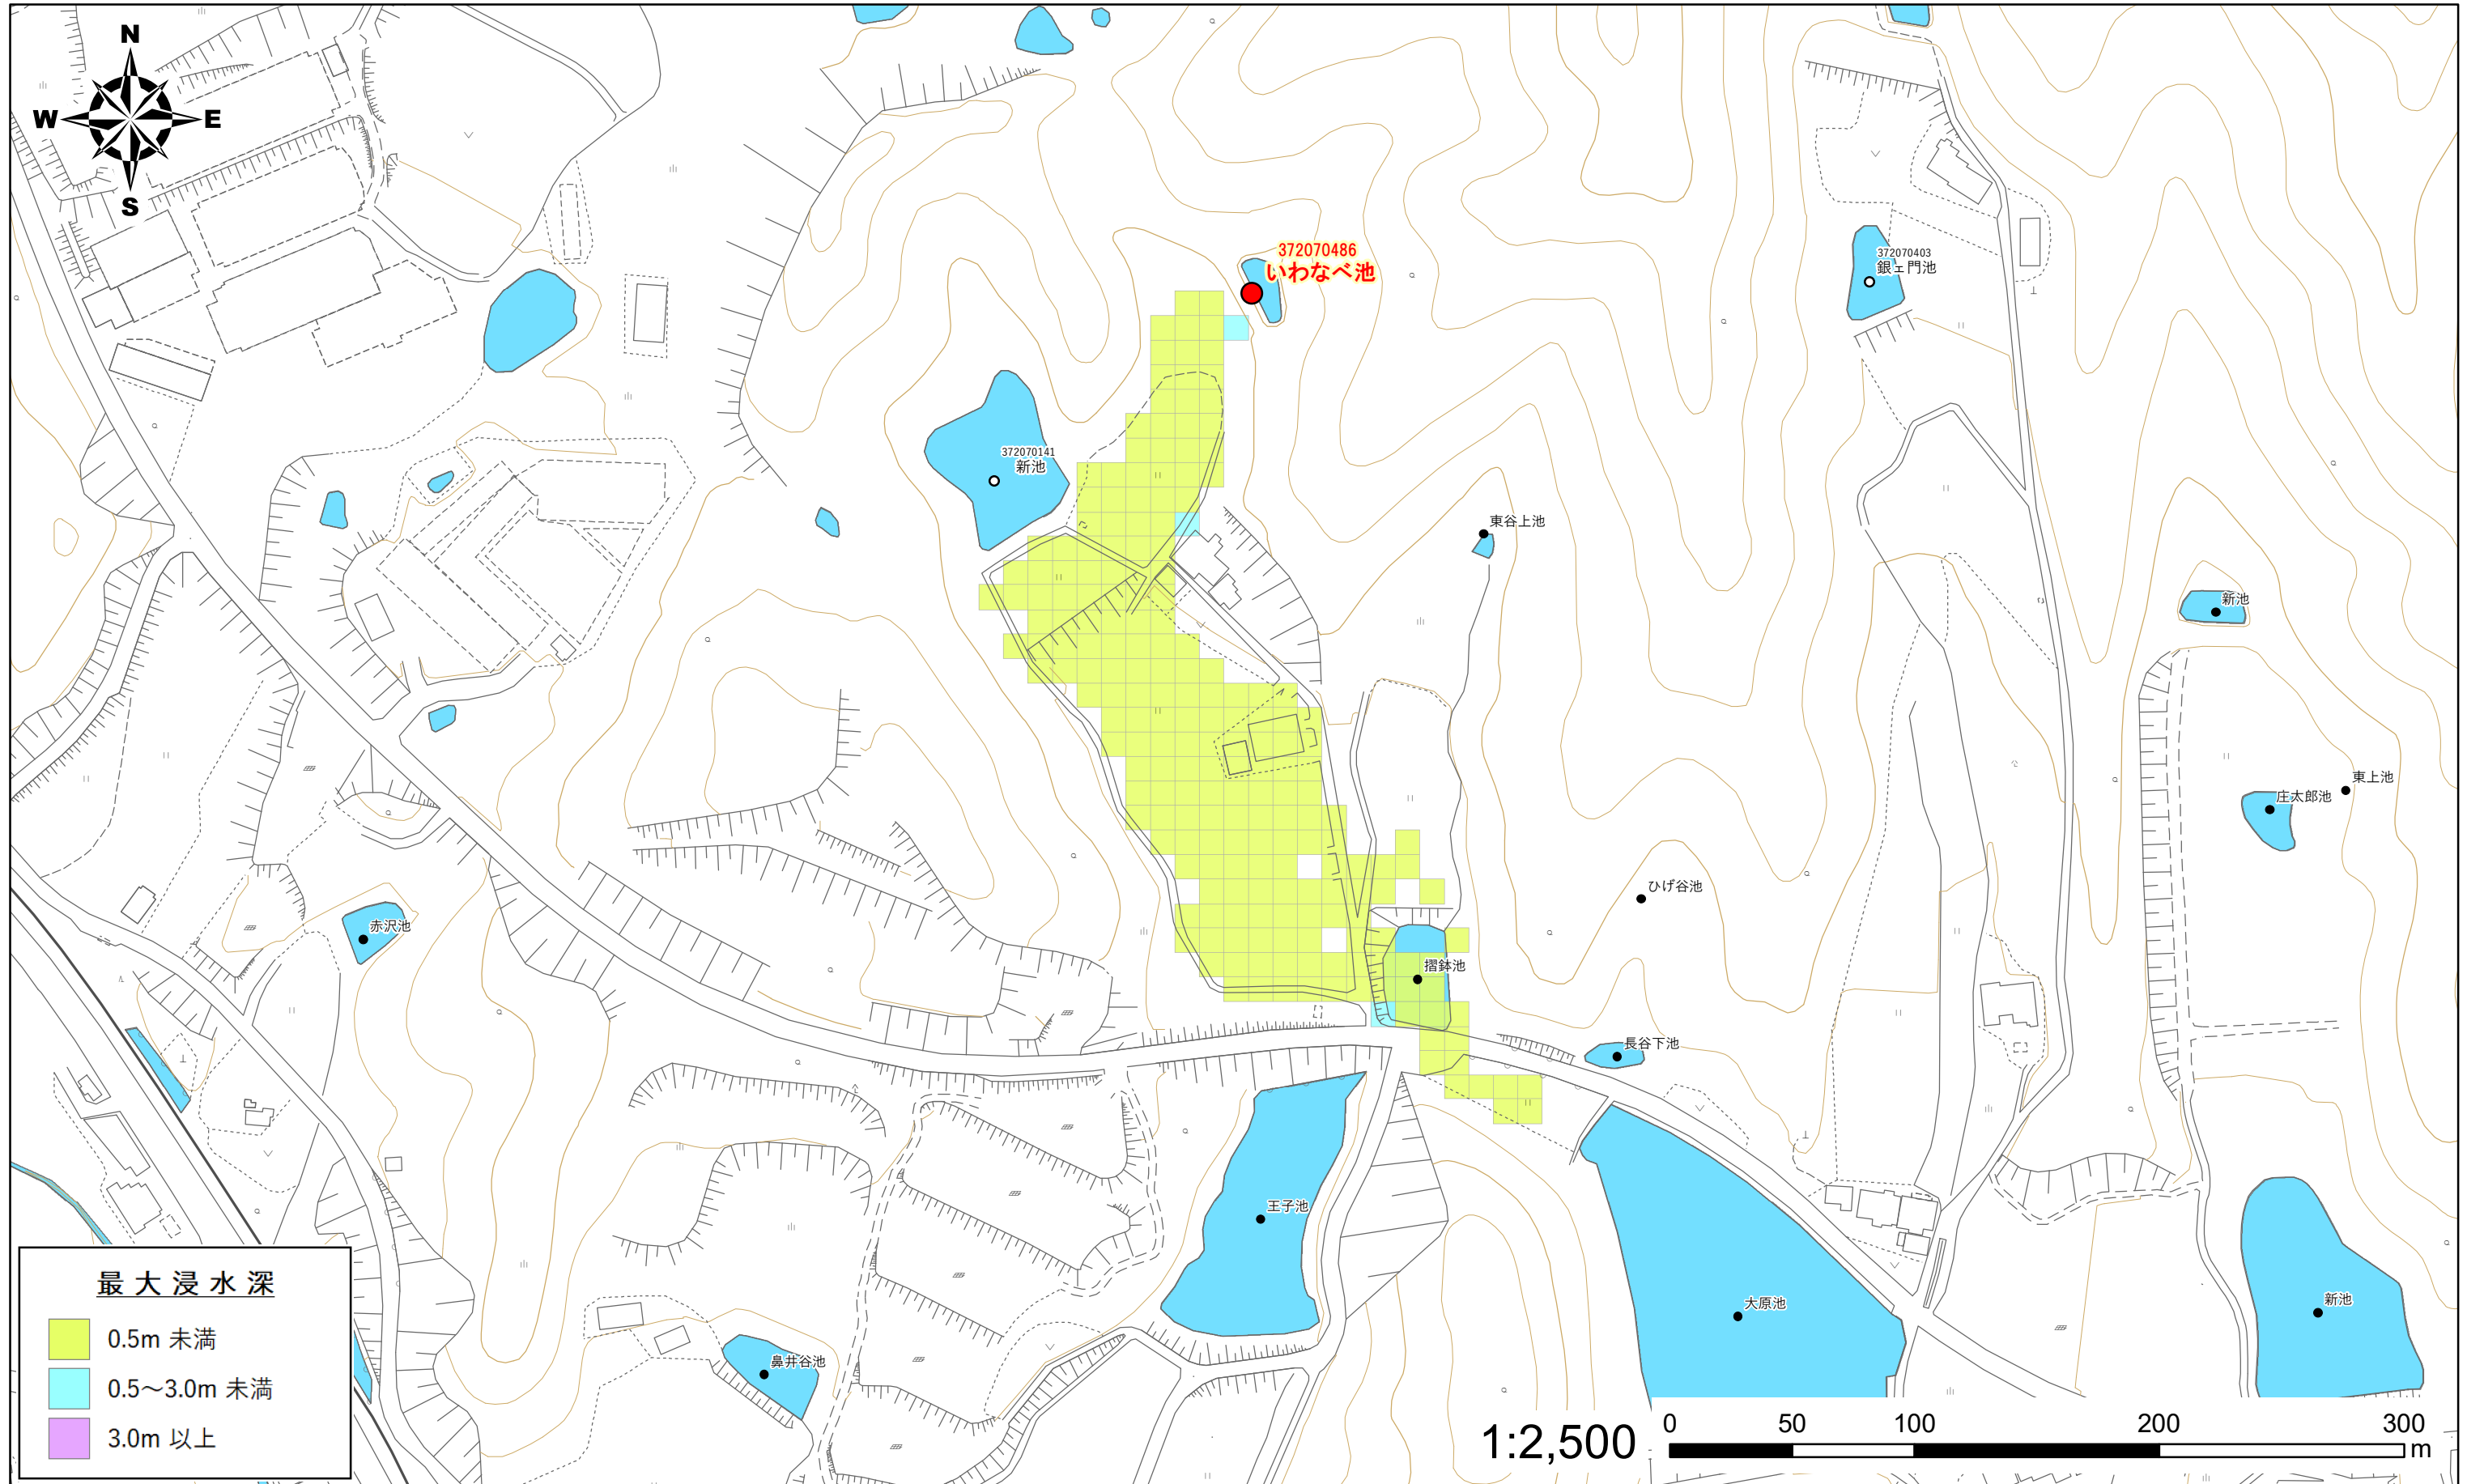 N
W
E
S
372070486
いわなべ池
372070403
銀ェ門池
372070141
新池
東谷上池
新池
東上池
庄太郎池
ひげ谷池
赤沢池
摺鉢池
長谷下池
王子池
大原池
新池
鼻井谷池
最大浸水深
0.5m 未満
0.5～3.0m 未満
3.0m 以上
1:2,500
0 50 100 200 300
m